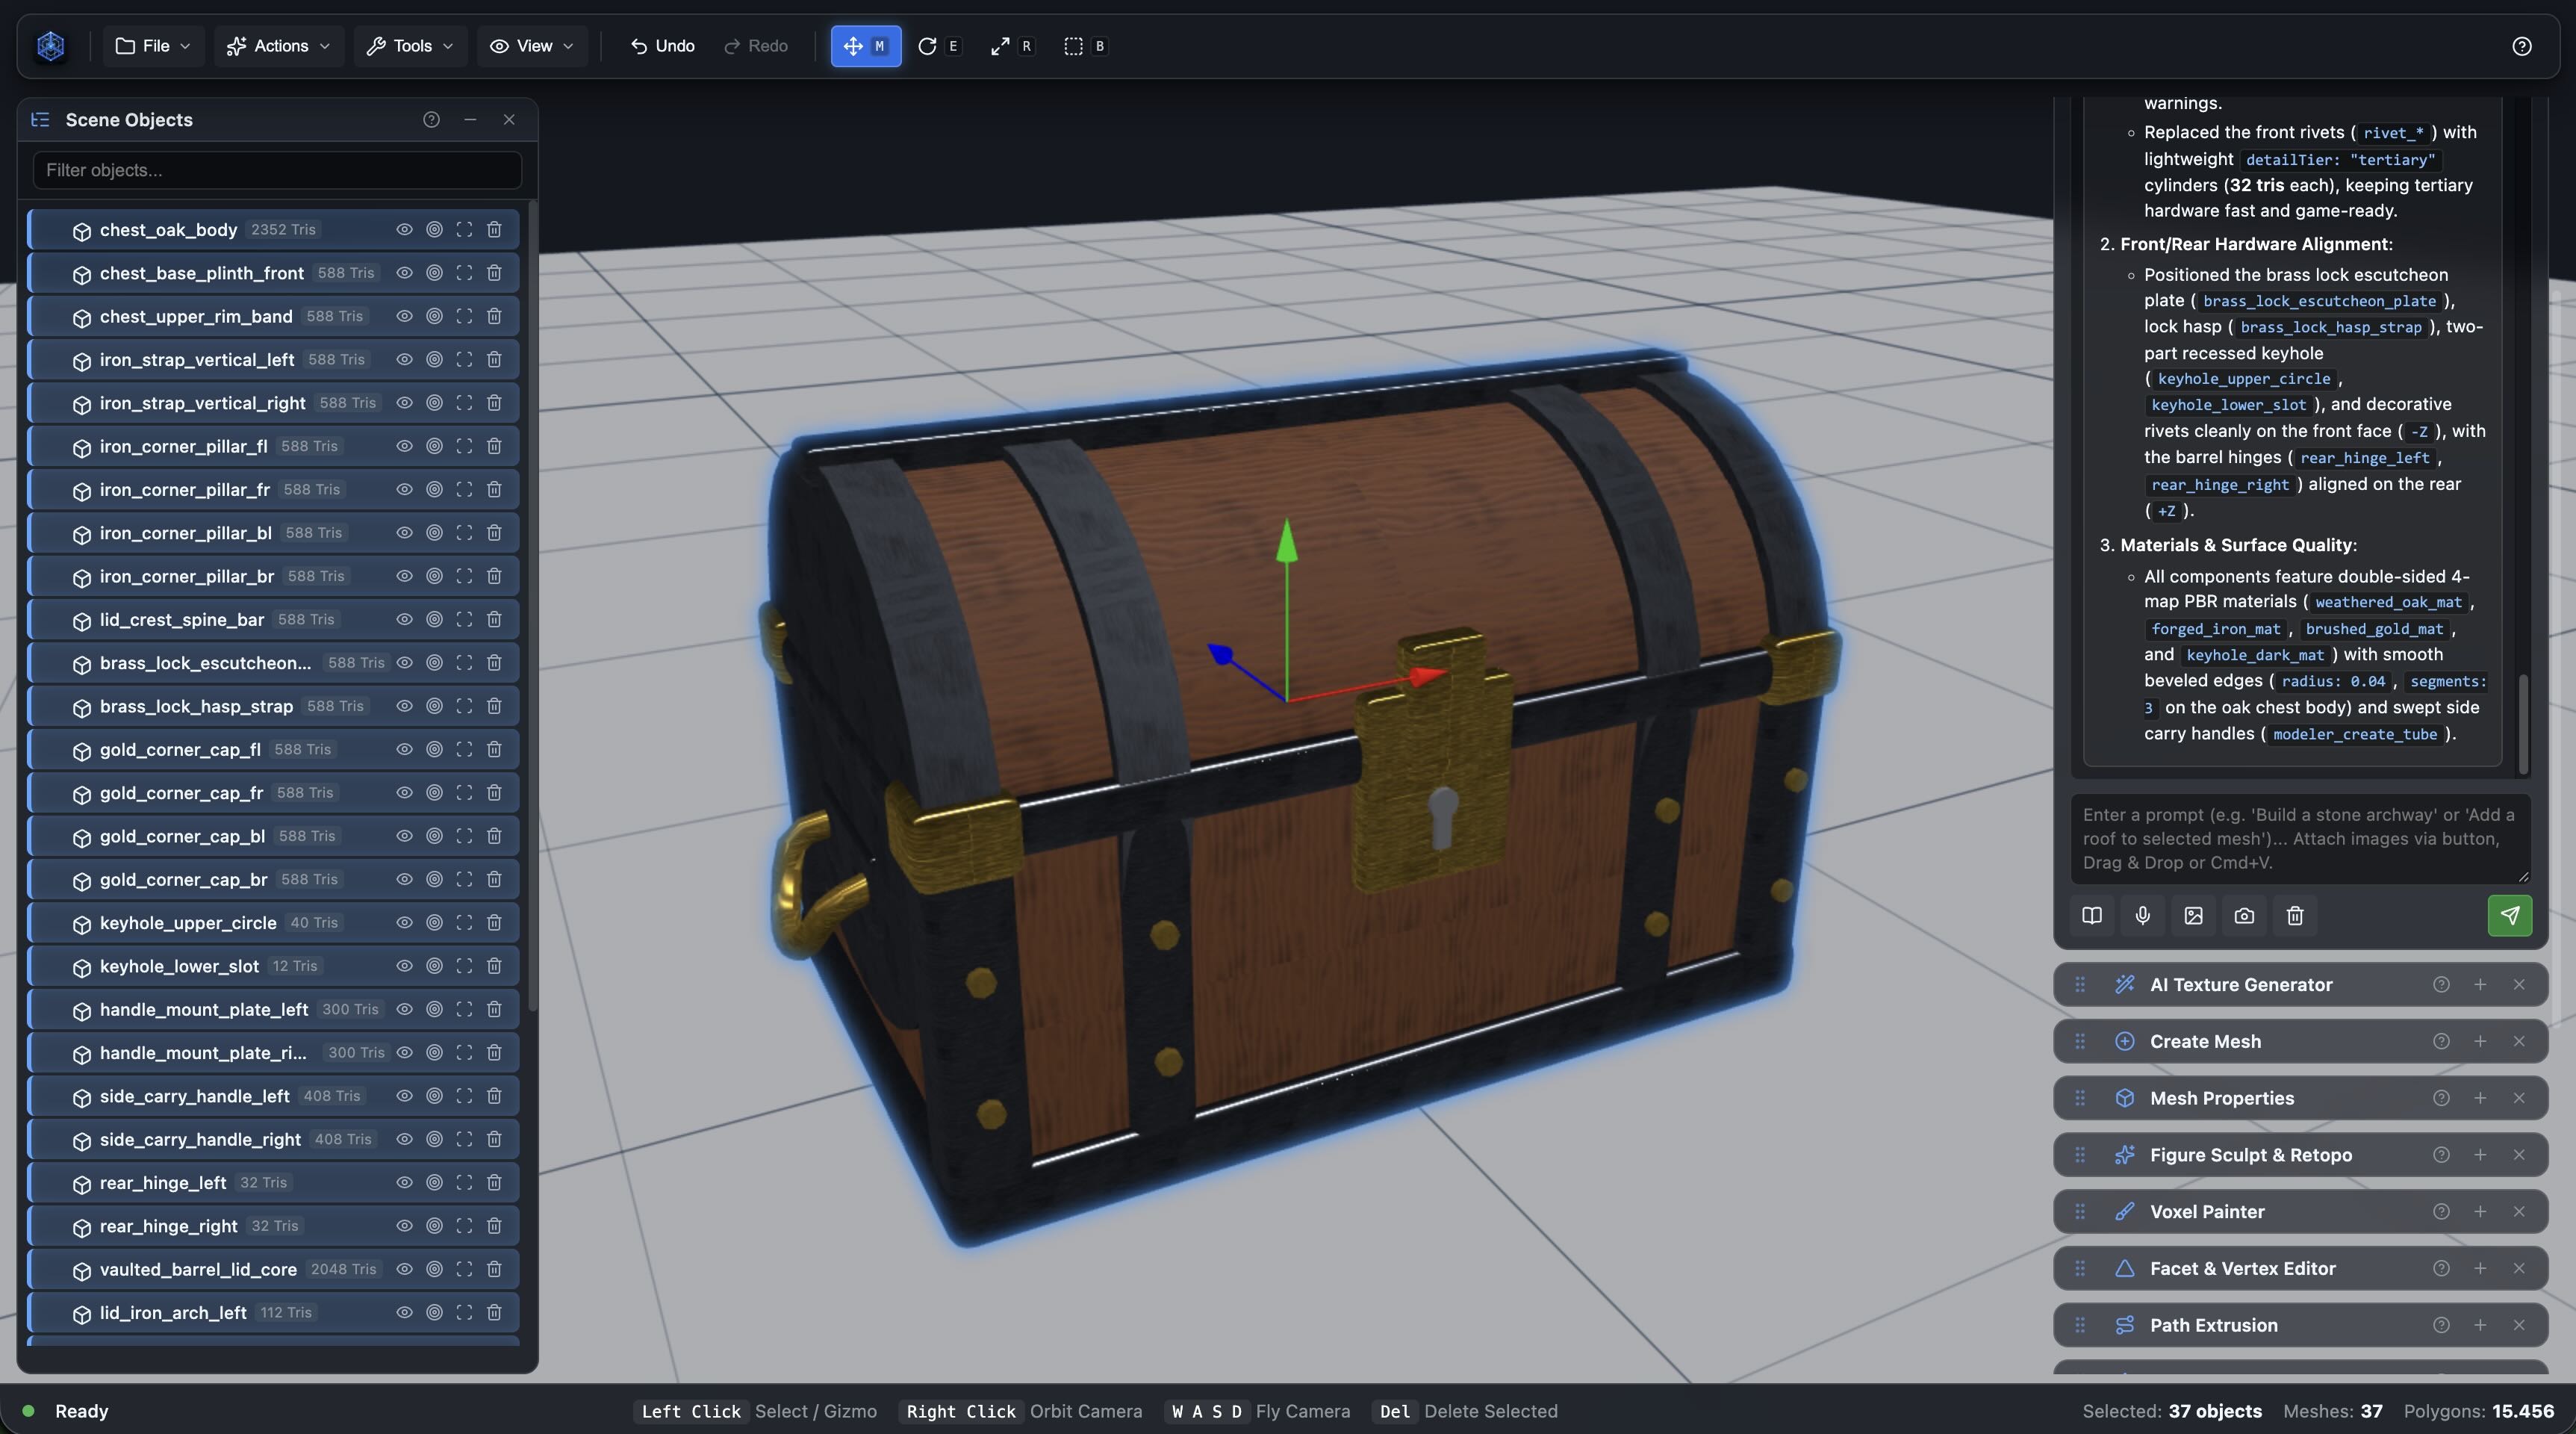 File
Actions
Tools
View
Undo
Redo
M
E
R
B
Scene Objects
Filter objects...
chest_oak_body 2352 Tris
chest_base_plinth_front 588 Tris
chest_upper_rim_band 588 Tris
iron_strap_vertical_left 588 Tris
iron_strap_vertical_right 588 Tris
iron_corner_pillar_fl 588 Tris
iron_corner_pillar_fr 588 Tris
iron_corner_pillar_bl 588 Tris
iron_corner_pillar_br 588 Tris
lid_crest_spine_bar 588 Tris
brass_lock_escutcheon... 588 Tris
brass_lock_hasp_strap 588 Tris
gold_corner_cap_fl 588 Tris
gold_corner_cap_fr 588 Tris
gold_corner_cap_bl 588 Tris
gold_corner_cap_br 588 Tris
keyhole_upper_circle 40 Tris
keyhole_lower_slot 12 Tris
handle_mount_plate_left 300 Tris
handle_mount_plate_ri... 300 Tris
side_carry_handle_left 408 Tris
side_carry_handle_right 408 Tris
rear_hinge_left 32 Tris
rear_hinge_right 32 Tris
vaulted_barrel_lid_core 2048 Tris
lid_iron_arch_left 112 Tris
warnings.
Replaced the front rivets ( rivet_* ) with
lightweight detailTier: "tertiary"
cylinders (32 tris each), keeping tertiary
hardware fast and game-ready.
2. Front/Rear Hardware Alignment:
Positioned the brass lock escutcheon
plate ( brass_lock_escutcheon_plate ),
lock hasp ( brass_lock_hasp_strap ), two-
part recessed keyhole
( keyhole_upper_circle ,
keyhole_lower_slot ), and decorative
rivets cleanly on the front face ( -Z ), with
the barrel hinges ( rear_hinge_left ,
rear_hinge_right ) aligned on the rear
( +Z ).
3. Materials & Surface Quality:
All components feature double-sided 4-
map PBR materials ( weathered_oak_mat ,
forged_iron_mat , brushed_gold_mat ,
and keyhole_dark_mat ) with smooth
beveled edges ( radius: 0.04 , segments:
3 on the oak chest body) and swept side
carry handles ( modeler_create_tube ).
Enter a prompt (e.g. 'Build a stone archway' or 'Add a
roof to selected mesh')... Attach images via button,
Drag & Drop or Cmd+V.
AI Texture Generator
Create Mesh
Mesh Properties
Figure Sculpt & Retopo
Voxel Painter
Facet & Vertex Editor
Path Extrusion
Ready
Left Click Select / Gizmo Right Click Orbit Camera W A S D Fly Camera Del Delete Selected
Selected: 37 objects Meshes: 37 Polygons: 15.456